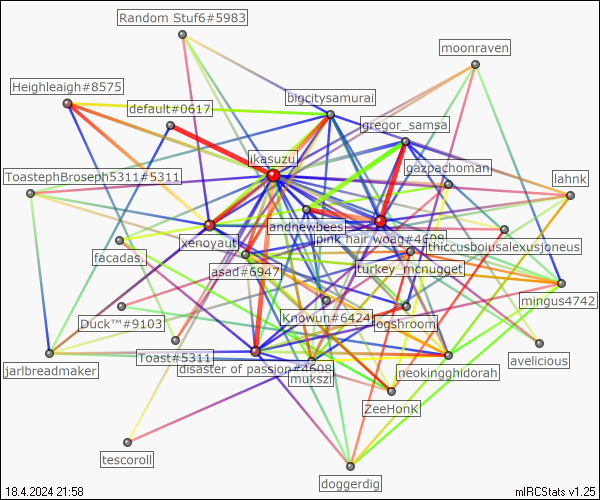 Random Stuf6#5983
moonraven
Heighleaigh#8575
bigcitysamurai
default#0617
gregor_samsa
ikasuzu
gazpachoman
ToastephBroseph5311#5311
lahnk
andnewbees
pink hair woag#4698
xenoyaut
thiccusboiusalexusjoneus
facadas.
asad#6947
turkey_mcnugget
mingus4742
Duck™#9103
Knowun#6424
ogshroom
Toast#5311
avelicious
jarlbreadmaker
disaster of passion#4608
neokingghidorah
mukszi
ZeeHonK
tescoroll
doggerdig
18.4.2024 21:58
mIRCStats v1.25